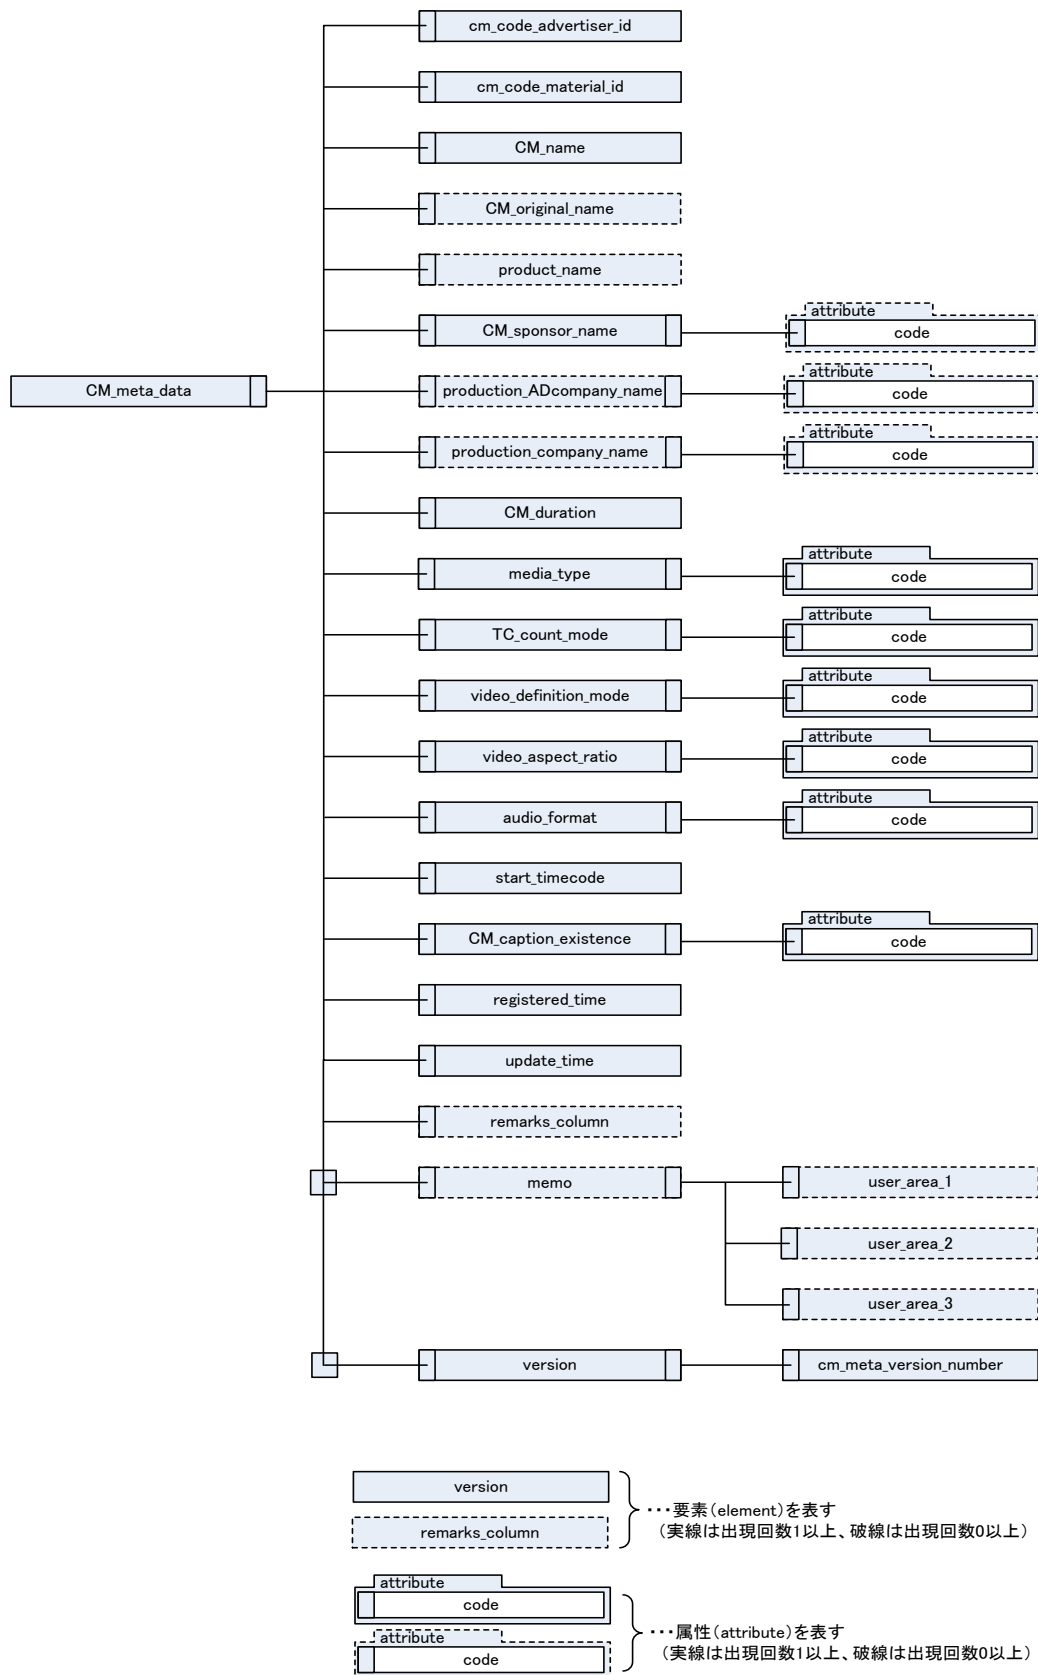 cm_code_advertiser_id
cm_code_material_id
CM_name
CM_original_name
product_name
attribute
CM_sponsor_name
code
attribute
CM_meta_data
production_ADcompany_name
code
attribute
production_company_name
code
CM_duration
attribute
media_type
code
attribute
TC_count_mode
code
attribute
video_definition_mode
code
attribute
video_aspect_ratio
code
attribute
audio_format
code
start_timecode
attribute
CM_caption_existence
code
registered_time
update_time
remarks_column
memo
user_area_1
user_area_2
user_area_3
version
cm_meta_version_number
version
remarks_column
・・・要素(element)を表す
(実線は出現回数1以上、破線は出現回数0以上)
attribute
code
attribute
code
・・・属性(attribute)を表す
(実線は出現回数1以上、破線は出現回数0以上)